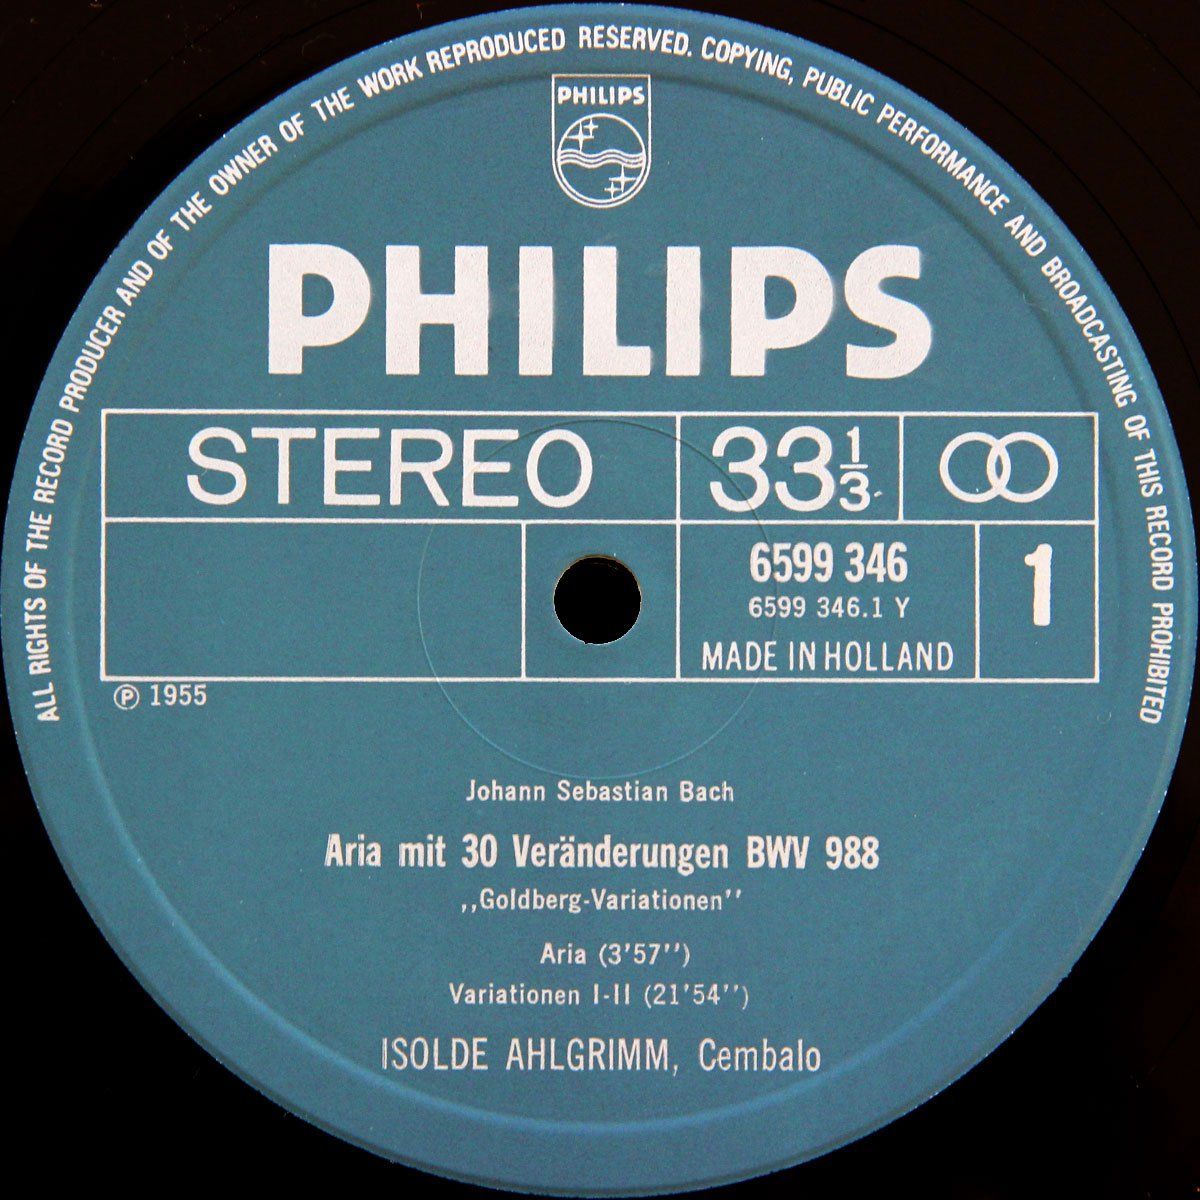 ALL RIGHTS OF THE RECORD PRODUCER AND OF THE OWNER OF THE WORK REPRODUCED RESERVED. COPYING, PUBLIC PERFORMANCE AND BROADCASTING OF THIS RECORD PROHIBITED
PHILIPS
PHILIPS
STEREO 33 1/3
6599 346 1
6599 346.1 Y
MADE IN HOLLAND
℗ 1955
Johann Sebastian Bach
Aria mit 30 Veränderungen BWV 988
,,Goldberg-Variationen''
Aria (3'57'')
Variationen I-II (21'54'')
ISOLDE AHLGRIMM, Cembalo